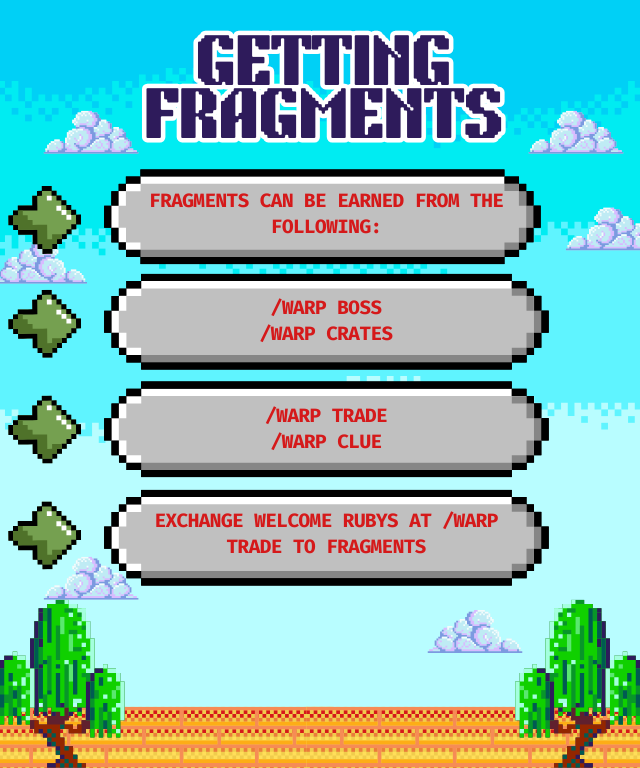 GETTING
FRAGMENTS
FRAGMENTS CAN BE EARNED FROM THE
FOLLOWING:
/WARP BOSS
/WARP CRATES
/WARP TRADE
/WARP CLUE
EXCHANGE WELCOME RUBYS AT /WARP
TRADE TO FRAGMENTS